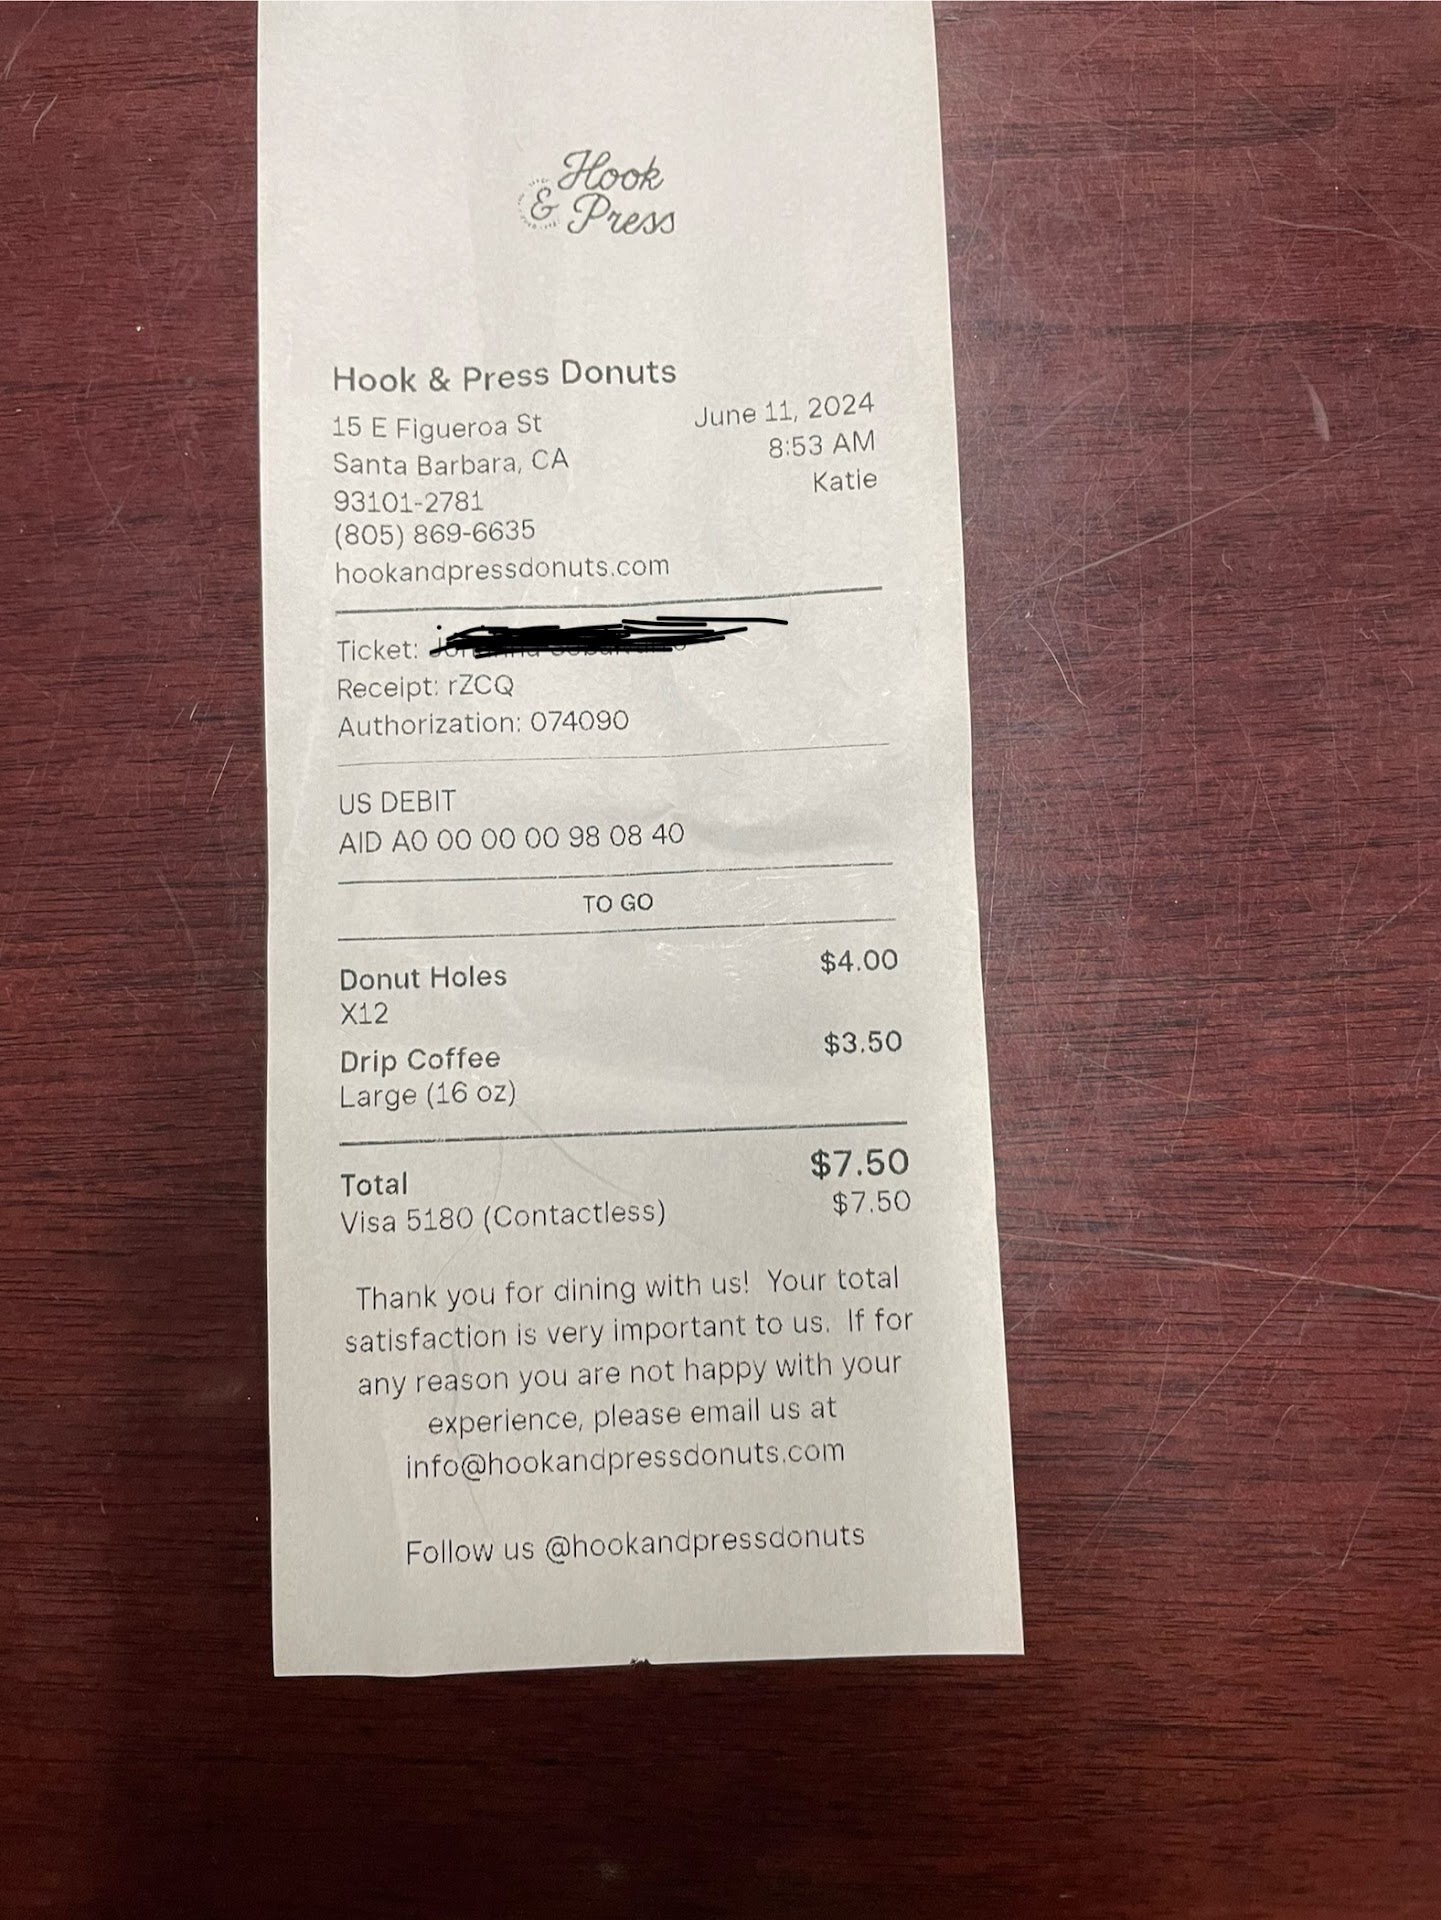 Hook
& Press
Hook & Press Donuts
15 E Figueroa St
Santa Barbara, CA
93101-2781
(805) 869-6635
hookandpressdonuts.com
June 11, 2024
8:53 AM
Katie
Ticket:
Receipt: rZCQ
Authorization: 074090
US DEBIT
AID A0 00 00 00 98 08 40
TO GO
Donut Holes $4.00
X12
Drip Coffee $3.50
Large (16 oz)
Total $7.50
Visa 5180 (Contactless) $7.50
Thank you for dining with us!  Your total
satisfaction is very important to us.  If for
any reason you are not happy with your
experience, please email us at
info@hookandpressdonuts.com
Follow us @hookandpressdonuts